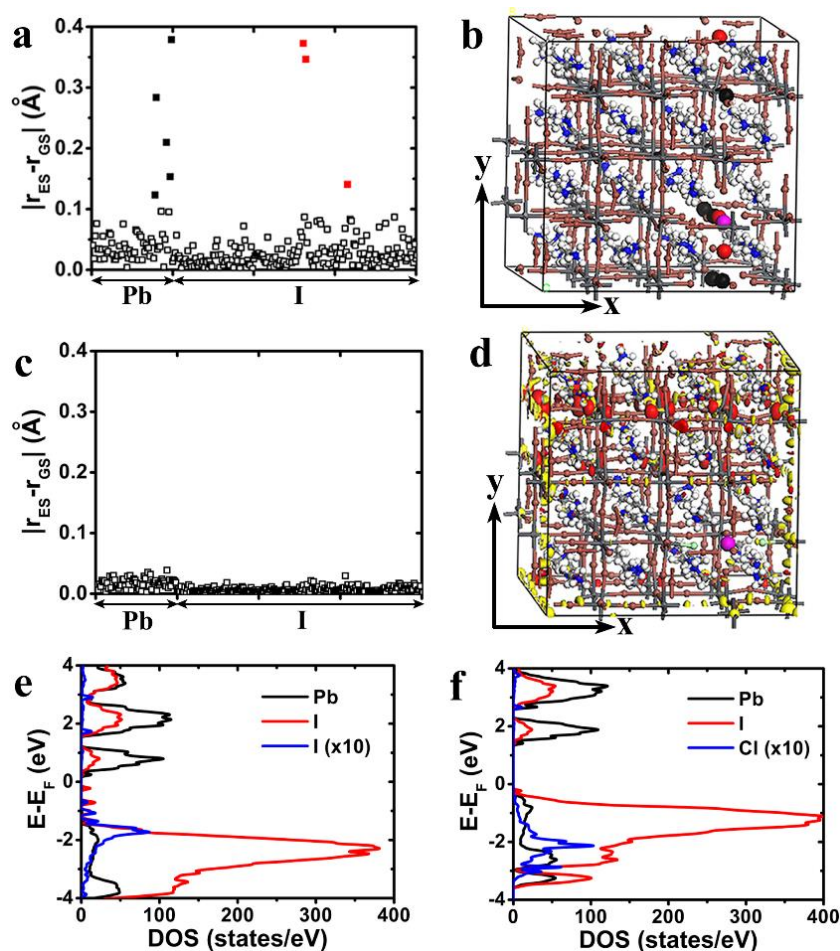 a
|r_ES-r_GS| (Å)
0.4
0.3
0.2
0.1
0.0
Pb
I
b
y
x
c
|r_ES-r_GS| (Å)
0.4
0.3
0.2
0.1
0.0
Pb
I
d
y
x
e
E-E_F (eV)
4
2
0
-2
-4
Pb
I
I (x10)
0 100 200 300 400
DOS (states/eV)
f
E-E_F (eV)
4
2
0
-2
-4
Pb
I
Cl (x10)
0 100 200 300 400
DOS (states/eV)